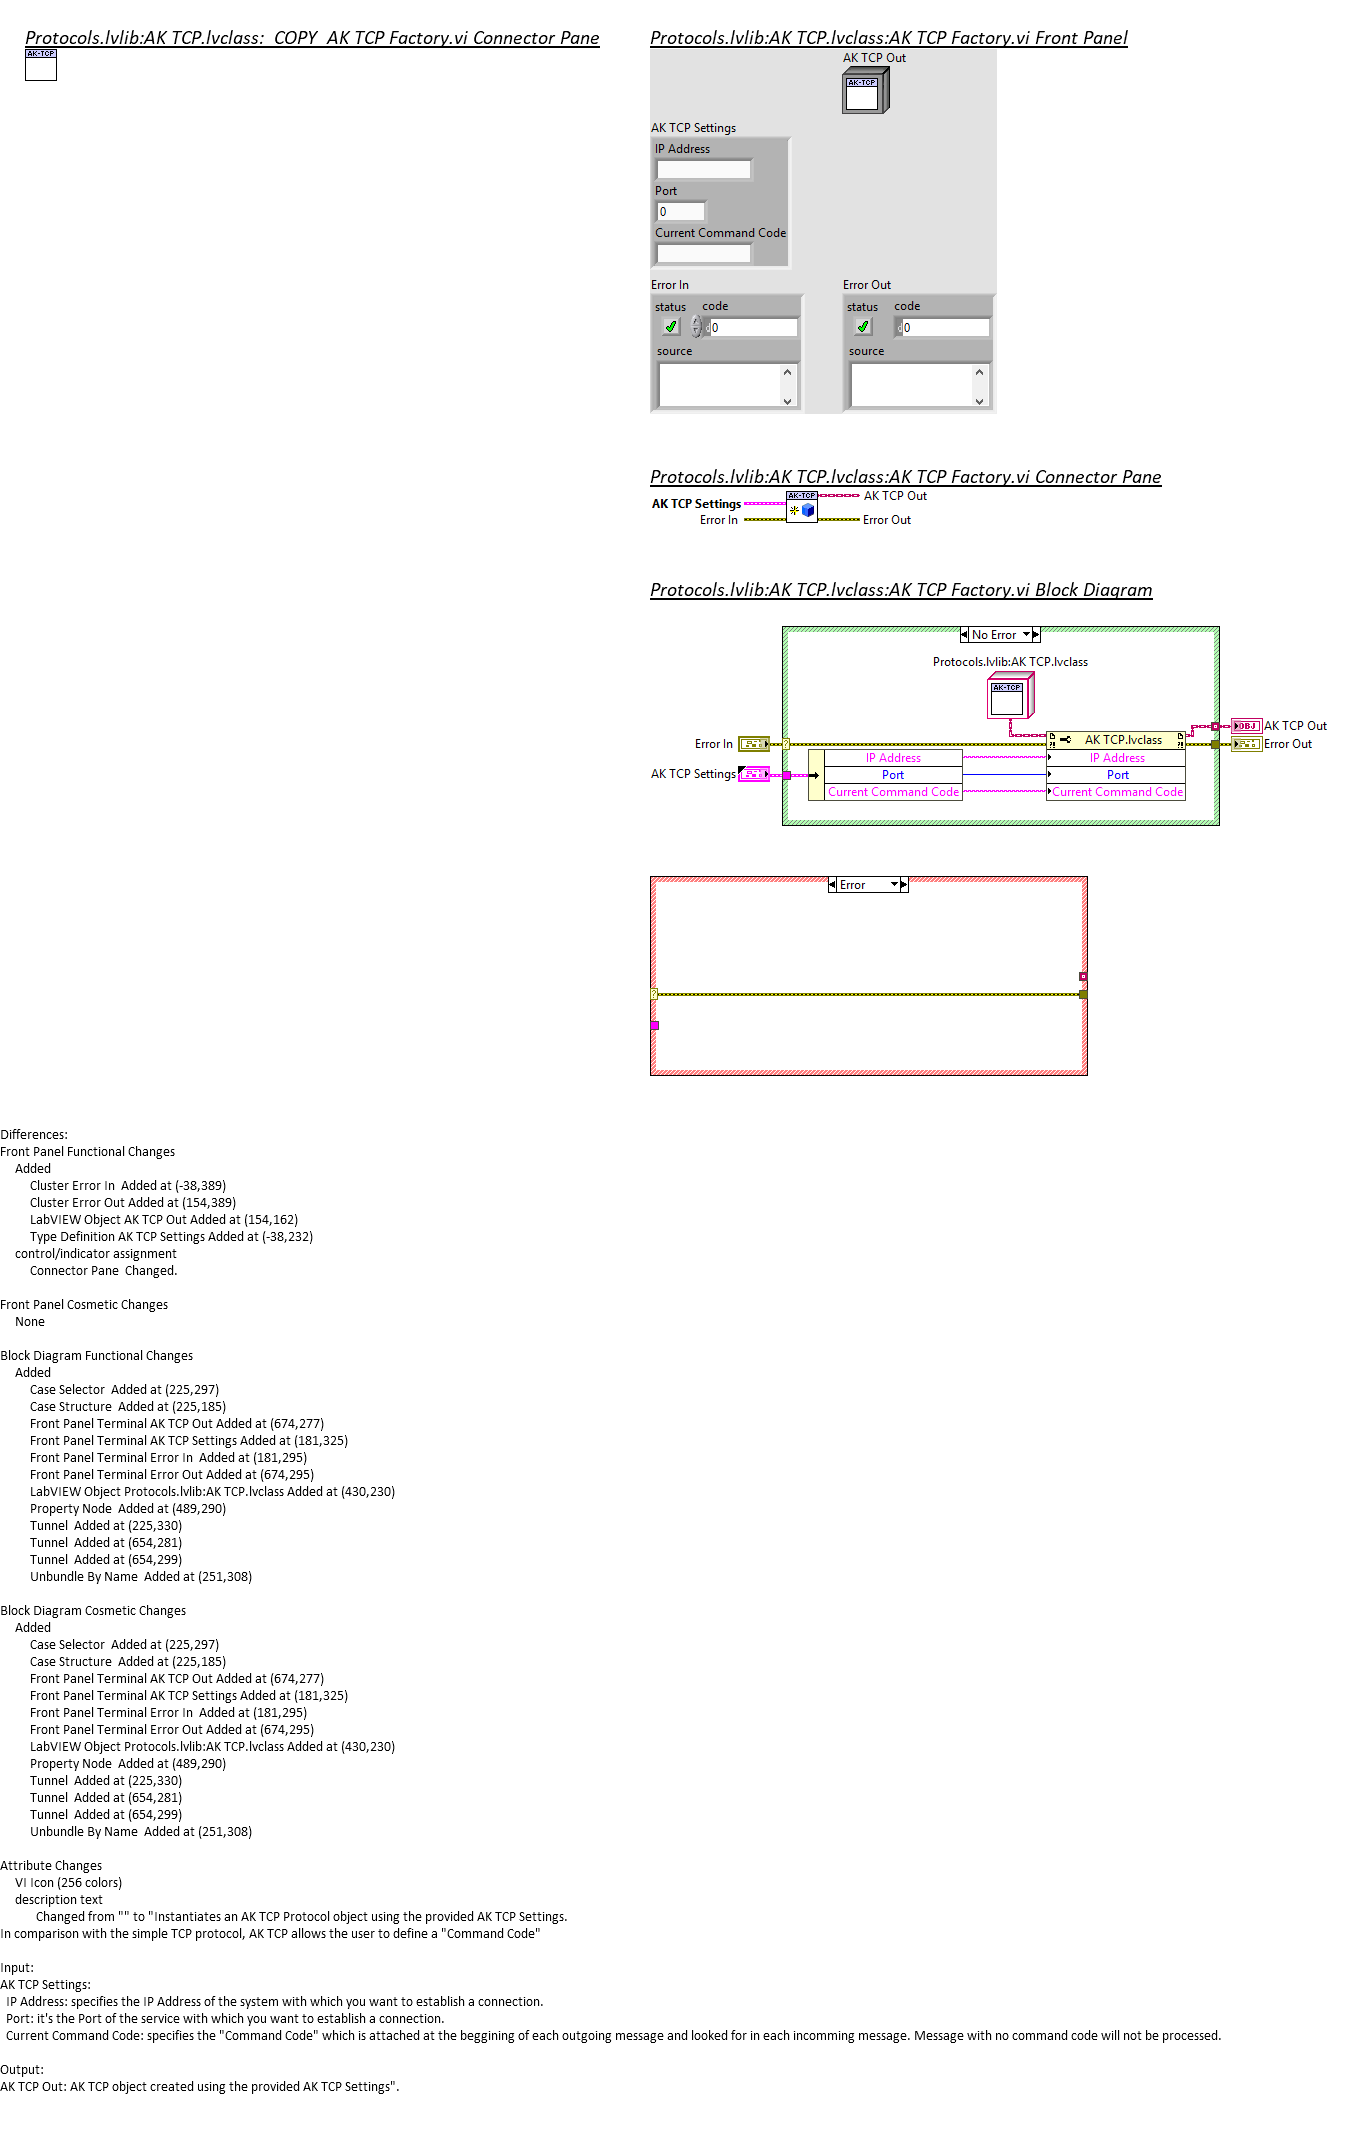 Protocols.lvlib:AK TCP.lvclass:_COPY_AK TCP Factory.vi Connector Pane
AK-TCP
Protocols.lvlib:AK TCP.lvclass:AK TCP Factory.vi Front Panel
AK TCP Out
AK-TCP
AK TCP Settings
IP Address
Port
0
Current Command Code
Error In
Error Out
status code
0
status code
0
source
source
Protocols.lvlib:AK TCP.lvclass:AK TCP Factory.vi Connector Pane
AK TCP Settings
AK-TCP
AK TCP Out
Error In
Error Out
Protocols.lvlib:AK TCP.lvclass:AK TCP Factory.vi Block Diagram
No Error
Protocols.lvlib:AK TCP.lvclass
AK-TCP
OBJ
AK TCP Out
Error In
?
AK TCP.lvclass
Error Out
IP Address
IP Address
AK TCP Settings
Port
Port
Current Command Code
Current Command Code
Error
?
Differences:
Front Panel Functional Changes
Added
Cluster Error In  Added at (-38,389)
Cluster Error Out Added at (154,389)
LabVIEW Object AK TCP Out Added at (154,162)
Type Definition AK TCP Settings Added at (-38,232)
control/indicator assignment
Connector Pane  Changed.
Front Panel Cosmetic Changes
None
Block Diagram Functional Changes
Added
Case Selector  Added at (225,297)
Case Structure  Added at (225,185)
Front Panel Terminal AK TCP Out Added at (674,277)
Front Panel Terminal AK TCP Settings Added at (181,325)
Front Panel Terminal Error In  Added at (181,295)
Front Panel Terminal Error Out Added at (674,295)
LabVIEW Object Protocols.lvlib:AK TCP.lvclass Added at (430,230)
Property Node  Added at (489,290)
Tunnel  Added at (225,330)
Tunnel  Added at (654,281)
Tunnel  Added at (654,299)
Unbundle By Name  Added at (251,308)
Block Diagram Cosmetic Changes
Added
Case Selector  Added at (225,297)
Case Structure  Added at (225,185)
Front Panel Terminal AK TCP Out Added at (674,277)
Front Panel Terminal AK TCP Settings Added at (181,325)
Front Panel Terminal Error In  Added at (181,295)
Front Panel Terminal Error Out Added at (674,295)
LabVIEW Object Protocols.lvlib:AK TCP.lvclass Added at (430,230)
Property Node  Added at (489,290)
Tunnel  Added at (225,330)
Tunnel  Added at (654,281)
Tunnel  Added at (654,299)
Unbundle By Name  Added at (251,308)
Attribute Changes
VI Icon (256 colors)
description text
Changed from "" to "Instantiates an AK TCP Protocol object using the provided AK TCP Settings.
In comparison with the simple TCP protocol, AK TCP allows the user to define a "Command Code"
Input:
AK TCP Settings:
IP Address: specifies the IP Address of the system with which you want to establish a connection.
Port: it's the Port of the service with which you want to establish a connection.
Current Command Code: specifies the "Command Code" which is attached at the beggining of each outgoing message and looked for in each incomming message. Message with no command code will not be processed.
Output:
AK TCP Out: AK TCP object created using the provided AK TCP Settings".